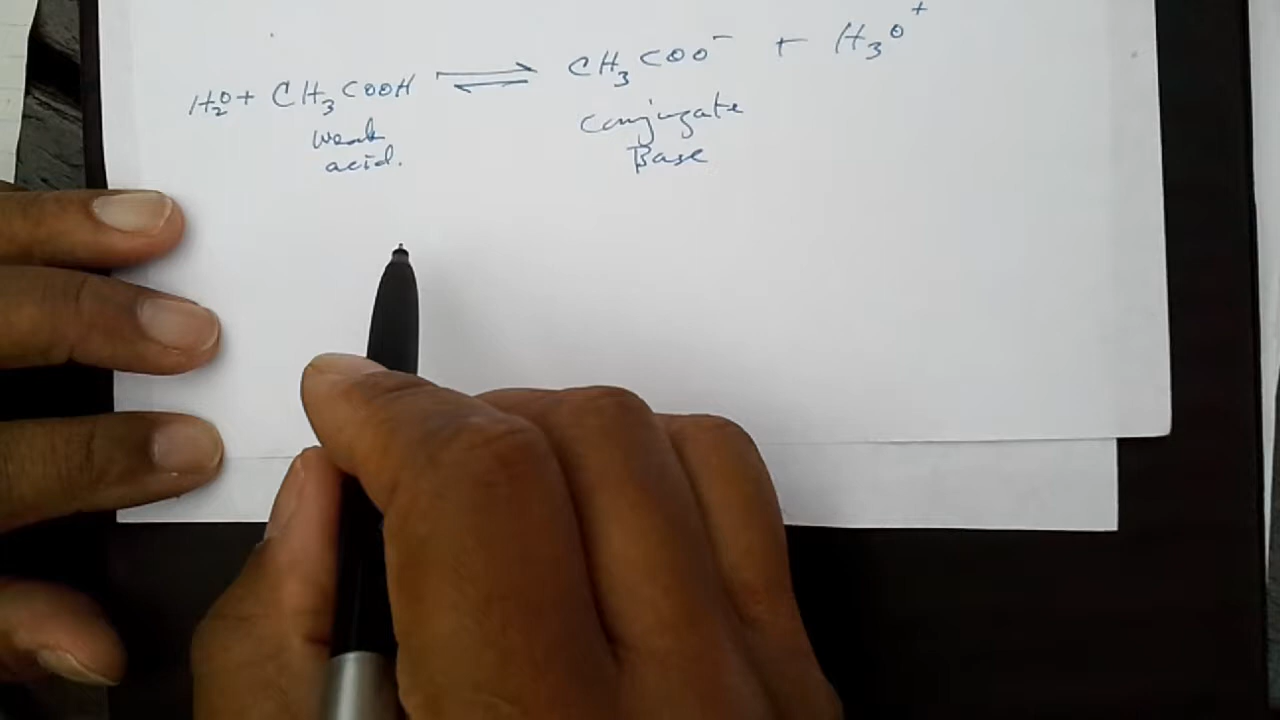 H₂O + CH₃COOH ⇌ CH₃COO⁻ + H₃O⁺
weak Conjugate
acid. Base